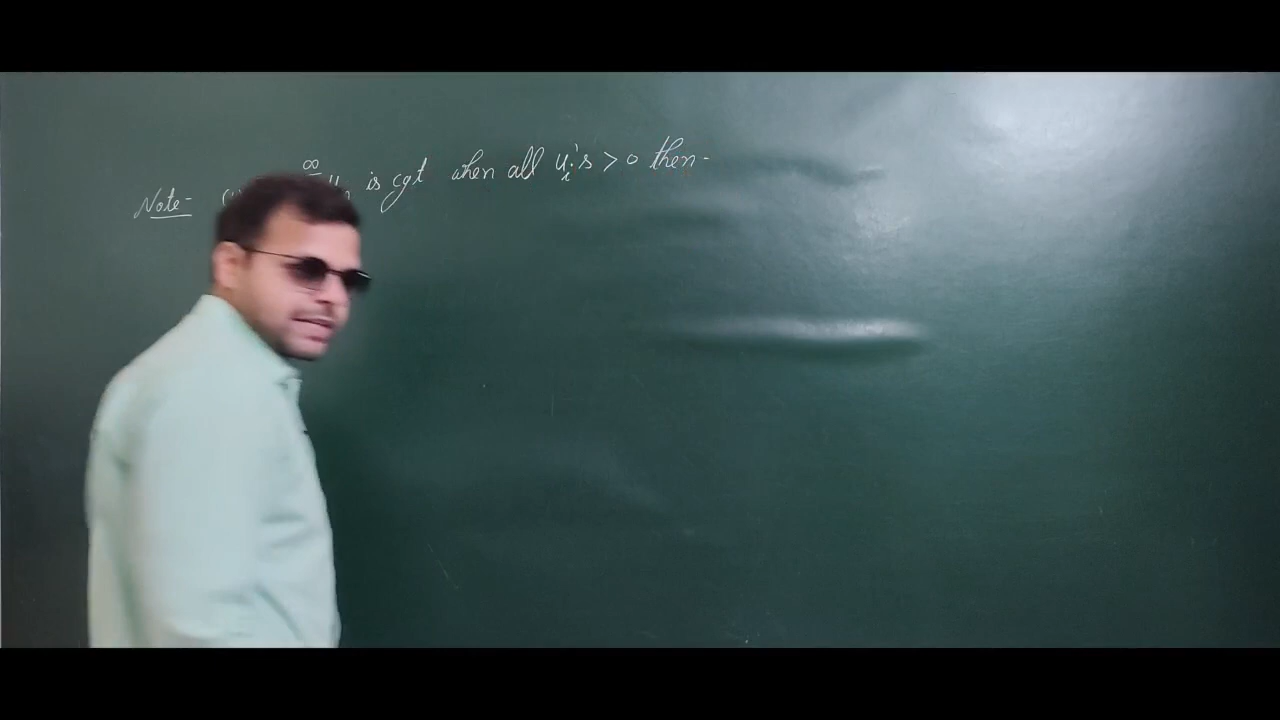 Note- ∞ u is cgt when all uᵢ's > 0 then-